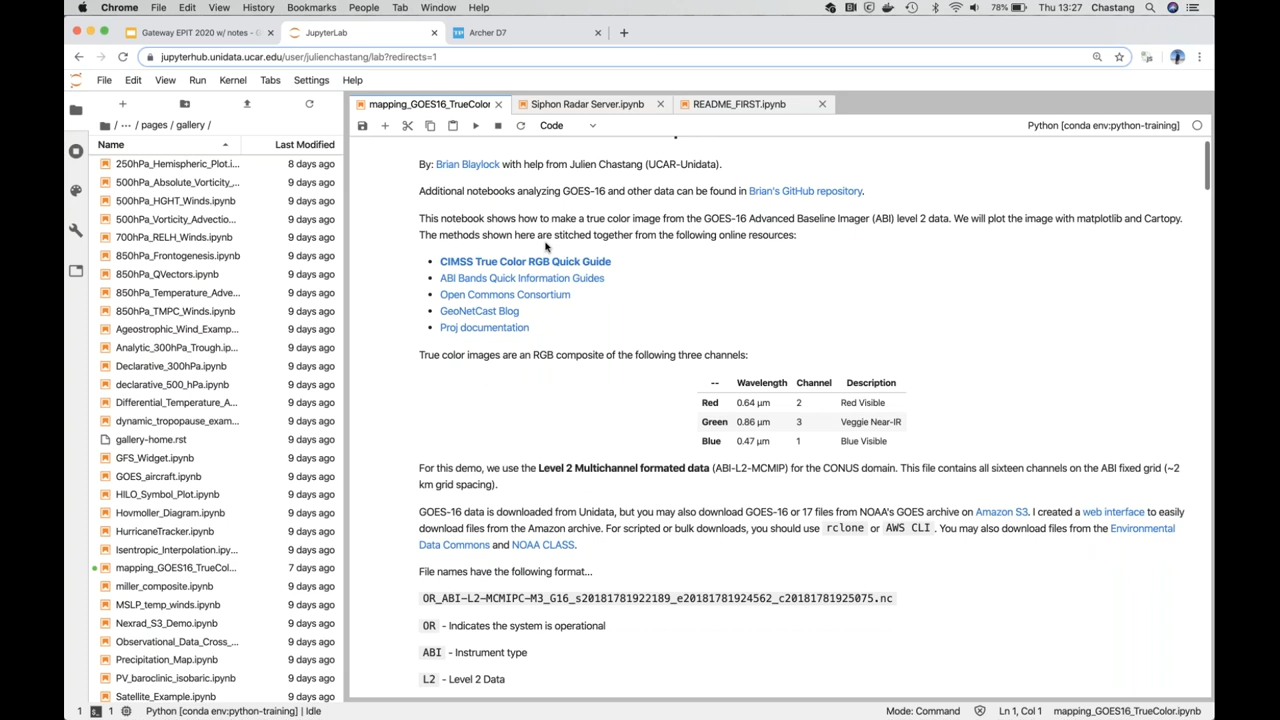 Chrome File Edit View History Bookmarks People Tab Window Help 78% Thu 13:27 Chastang
Gateway EPIT 2020 w/ notes - G JupyterLab Archer D7
jupyterhub.unidata.ucar.edu/user/julienchastang/lab?redirects=1
File Edit View Run Kernel Tabs Settings Help
mapping_GOES16_TrueColor Siphon Radar Server.ipynb README_FIRST.ipynb
/ ··· / pages / gallery /
Code Python [conda env:python-training]
Name Last Modified
250hPa_Hemispheric_Plot.i... 8 days ago
500hPa_Absolute_Vorticity_... 9 days ago
500hPa_HGHT_Winds.ipynb 9 days ago
500hPa_Vorticity_Advectio... 9 days ago
700hPa_RELH_Winds.ipynb 9 days ago
850hPa_Frontogenesis.ipynb 9 days ago
850hPa_QVectors.ipynb 9 days ago
850hPa_Temperature_Adve... 9 days ago
850hPa_TMPC_Winds.ipynb 9 days ago
Ageostrophic_Wind_Examp... 9 days ago
Analytic_300hPa_Trough.ip... 9 days ago
Declarative_300hPa.ipynb 9 days ago
declarative_500_hPa.ipynb 9 days ago
Differential_Temperature_A... 9 days ago
dynamic_tropopause_exam... 9 days ago
gallery-home.rst 9 days ago
GFS_Widget.ipynb 9 days ago
GOES_aircraft.ipynb 9 days ago
HILO_Symbol_Plot.ipynb 9 days ago
Hovmoller_Diagram.ipynb 9 days ago
HurricaneTracker.ipynb 9 days ago
Isentropic_Interpolation.ipy... 9 days ago
mapping_GOES16_TrueCol... 7 days ago
miller_composite.ipynb 9 days ago
MSLP_temp_winds.ipynb 9 days ago
Nexrad_S3_Demo.ipynb 9 days ago
Observational_Data_Cross_... 9 days ago
Precipitation_Map.ipynb 9 days ago
PV_baroclinic_isobaric.ipynb 9 days ago
Satellite_Example.ipynb 9 days ago
By: Brian Blaylock with help from Julien Chastang (UCAR-Unidata).
Additional notebooks analyzing GOES-16 and other data can be found in Brian's GitHub repository.
This notebook shows how to make a true color image from the GOES-16 Advanced Baseline Imager (ABI) level 2 data. We will plot the image with matplotlib and Cartopy.
The methods shown here are stitched together from the following online resources:
• CIMSS True Color RGB Quick Guide
• ABI Bands Quick Information Guides
• Open Commons Consortium
• GeoNetCast Blog
• Proj documentation
True color images are an RGB composite of the following three channels:
-- Wavelength Channel Description
Red 0.64 µm 2 Red Visible
Green 0.86 µm 3 Veggie Near-IR
Blue 0.47 µm 1 Blue Visible
For this demo, we use the Level 2 Multichannel formated data (ABI-L2-MCMIP) for the CONUS domain. This file contains all sixteen channels on the ABI fixed grid (~2
km grid spacing).
GOES-16 data is downloaded from Unidata, but you may also download GOES-16 or 17 files from NOAA's GOES archive on Amazon S3. I created a web interface to easily
download files from the Amazon archive. For scripted or bulk downloads, you should use rclone or AWS CLI. You may also download files from the Environmental
Data Commons and NOAA CLASS.
File names have the following format...
OR_ABI-L2-MCMIPC-M3_G16_s20181781922189_e20181781924562_c20181781925075.nc
OR - Indicates the system is operational
ABI - Instrument type
L2 - Level 2 Data
1 1 Python [conda env:python-training] | Idle Mode: Command Ln 1, Col 1 mapping_GOES16_TrueColor.ipynb